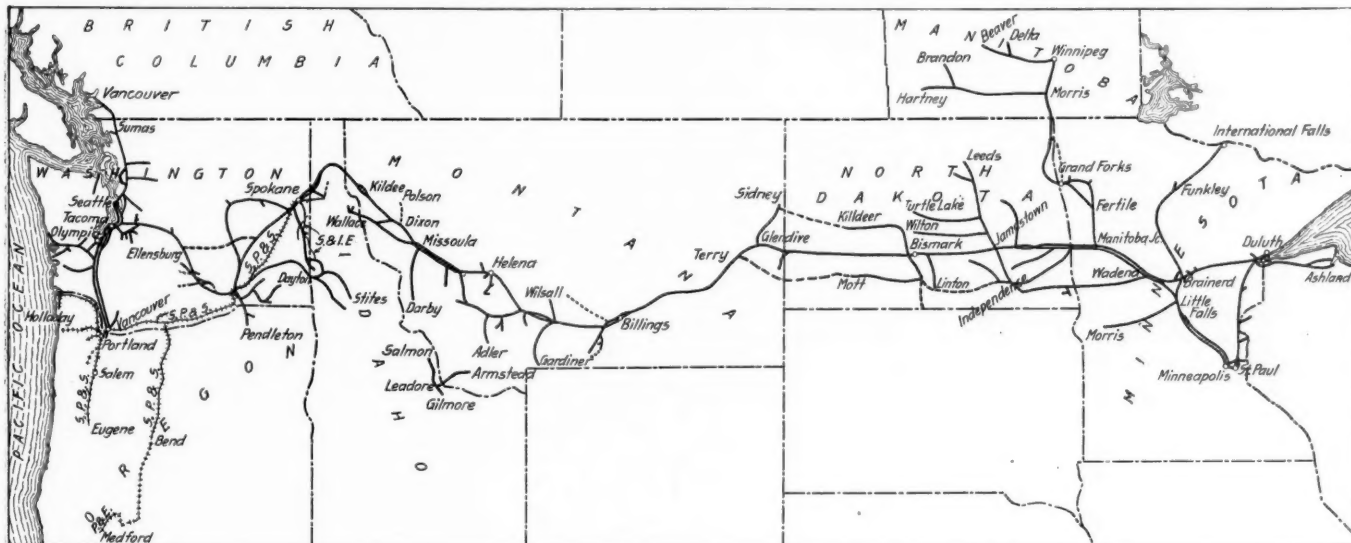 BRITISH
COLUMBIA
Vancouver
Sumas
WASHINGTON
Seattle
Tacoma
Olympia
Ellensburg
Spokane
S.P.&S.
S.&I.E.
Dayton
Stites
Pendleton
Vancouver
S.P.&S.
Holladay
Portland
Salem
S.P.&S.
S.P.&S.
Eugene
Bend
OREGON
P.&E.
Medford
PACIFIC OCEAN
IDAHO
MONTANA
Kildee
Polson
Wallace
Dixon
Missoula
Helena
Darby
Wilsall
Adler
Gardiner
Billings
Salmon
Armstead
Leadore
Gilmore
Terry
Sidney
Glendive
MANITOBA
Beaver
Delta
Winnipeg
Brandon
Hartney
Morris
NORTH
DAKOTA
Leeds
Grand Forks
Killdeer
Turtle Lake
Wilton
Bismark
Jamestown
Fertile
Manitoba Jc.
Mott
Linton
Independence
MINNESOTA
International Falls
Funkley
Duluth
Wadena
Brainerd
Ashland
Little
Falls
Morris
Minneapolis
St. Paul